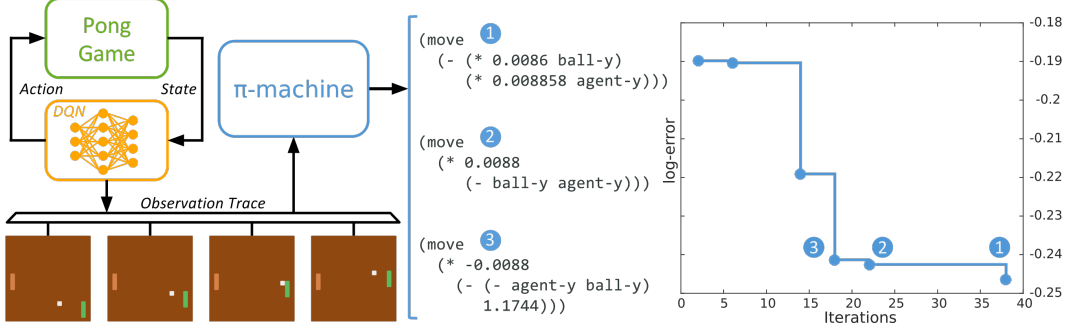 Pong
Game
Action
State
DQN
π-machine
Observation Trace
1
(move
(- (* 0.0086 ball-y)
(* 0.008858 agent-y)))
2
(move
(* 0.0088
(- ball-y agent-y)))
3
(move
(* -0.0088
(- (- agent-y ball-y)
1.1744)))
-0.18
-0.19
-0.2
-0.21
-0.22
-0.23
-0.24
-0.25
log-error
3
2
1
0 5 10 15 20 25 30 35 40
Iterations